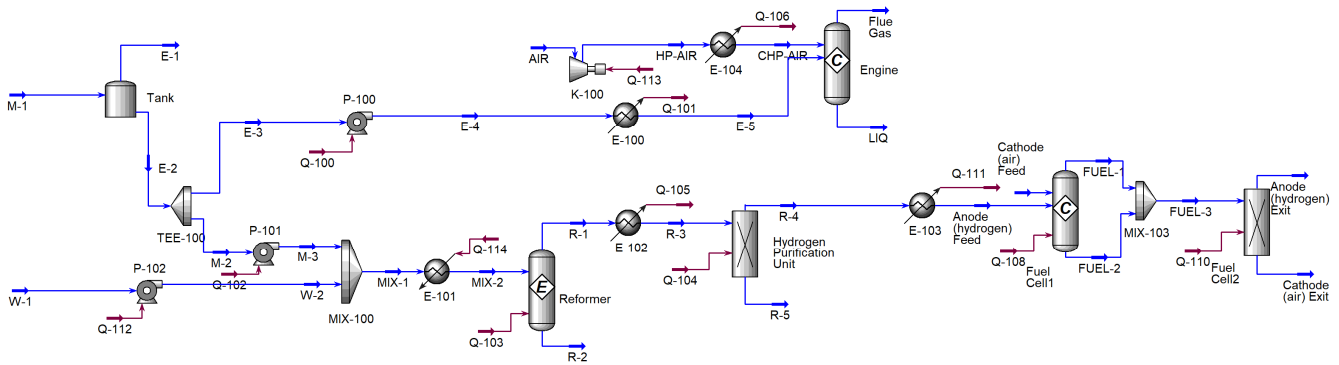 Q-106
Flue
Gas
E-1
AIR
HP-AIR
CHP-AIR
E-104
Engine
Q-113
K-100
Tank
M-1
P-100
Q-101
E-3
E-4
E-5
E-100
LIQ
Q-100
E-2
Cathode
(air)
Feed
FUEL-1
Q-111
Q-105
Anode
(hydrogen)
Exit
R-4
FUEL-3
TEE-100
P-101
R-1
R-3
E-103
Anode
(hydrogen)
Feed
MIX-103
E 102
Q-114
M-3
M-2
Hydrogen
Purification
Unit
Q-108
FUEL-2
Q-110
Fuel
Cell1
Fuel
Cell2
P-102
Q-102
MIX-1
MIX-2
Q-104
W-1
W-2
E-101
Cathode
(air) Exit
Reformer
R-5
MIX-100
Q-112
Q-103
R-2
C
C
E